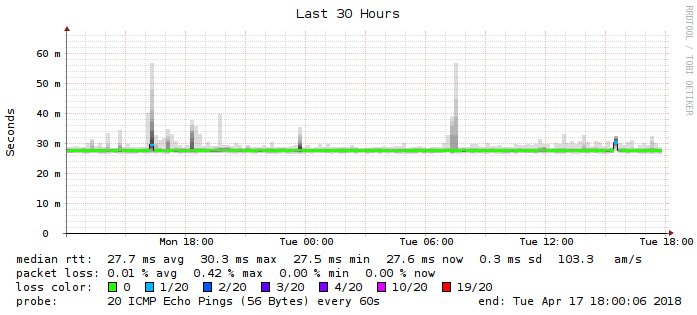 Last 30 Hours
RRDTOOL / TOBI OETIKER
Seconds
60 m
50 m
40 m
30 m
20 m
10 m
0
Mon 18:00 Tue 00:00 Tue 06:00 Tue 12:00 Tue 18:00
median rtt: 27.7 ms avg 30.3 ms max 27.5 ms min 27.6 ms now 0.3 ms sd 103.3 am/s
packet loss: 0.01 % avg 0.42 % max 0.00 % min 0.00 % now
loss color: 0 1/20 2/20 3/20 4/20 10/20 19/20
probe: 20 ICMP Echo Pings (56 Bytes) every 60s end: Tue Apr 17 18:00:06 2018